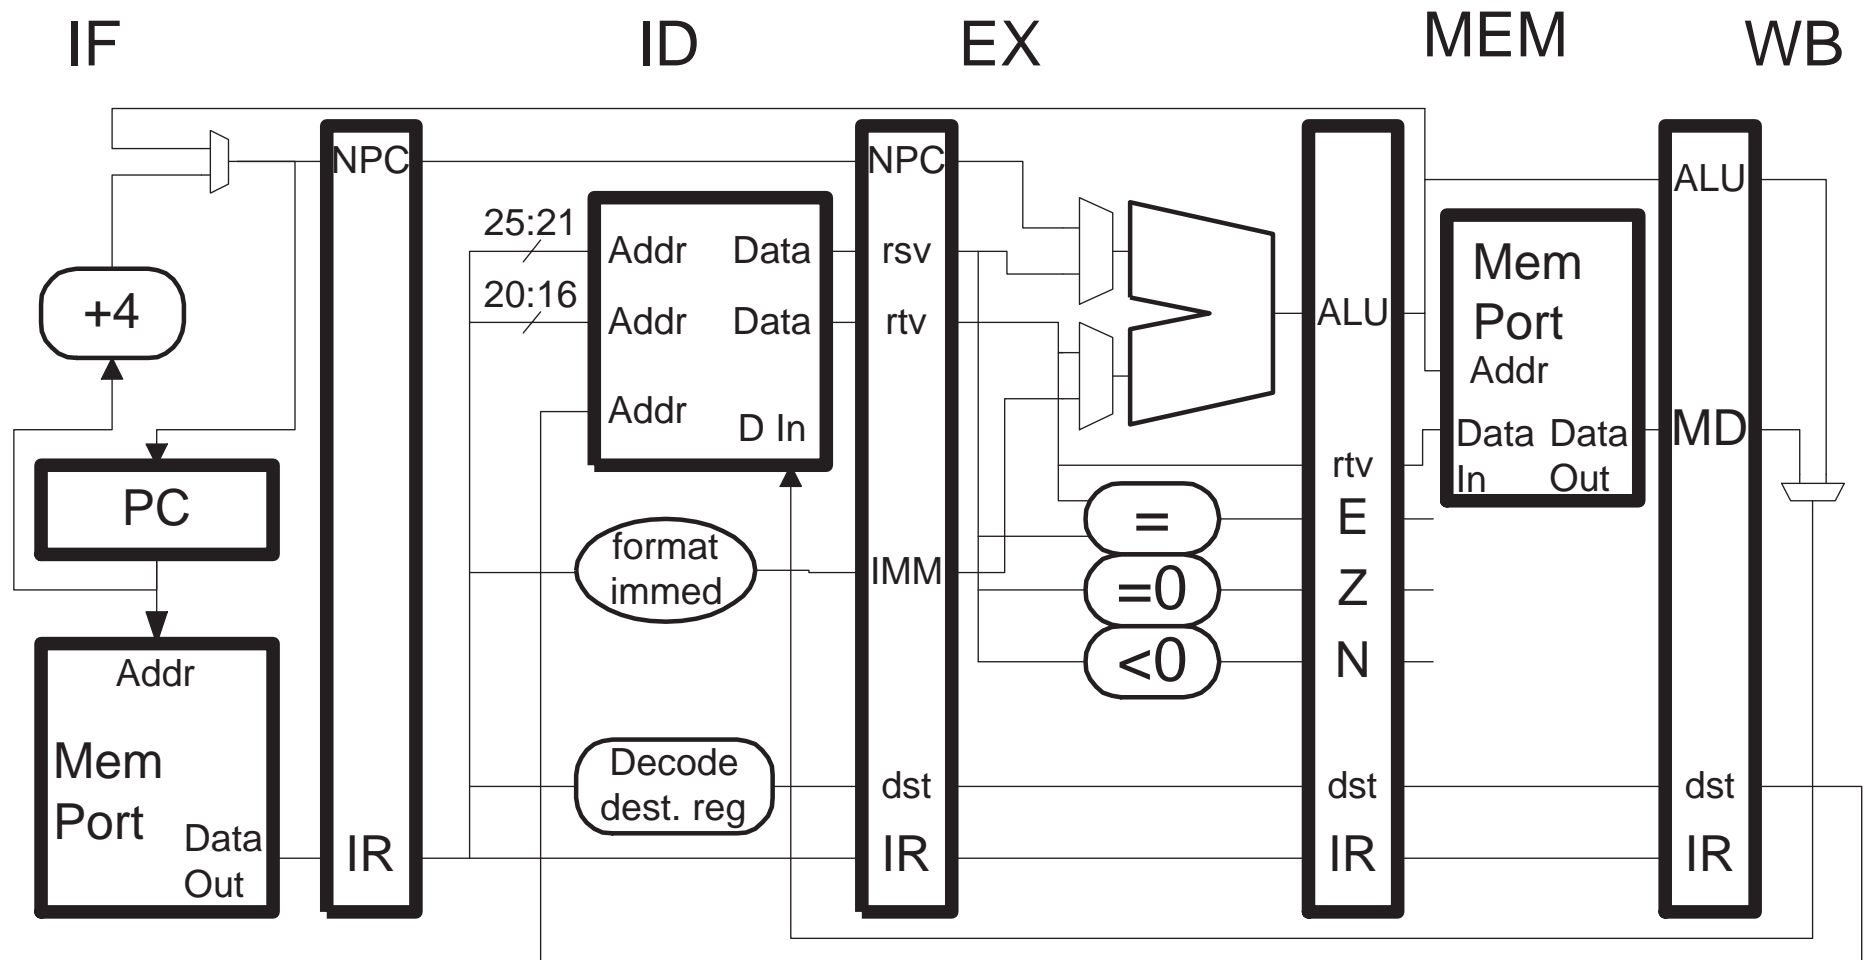 IF
ID
EX
MEM
WB
NPC
NPC
ALU
25:21
Addr
Data
rsv
Mem
Port
+4
20:16
Addr
Data
rtv
ALU
Addr
Addr
D In
Data
In
Data
Out
MD
PC
rtv
=
E
format
immed
IMM
=0
Z
<0
N
Addr
Mem
Port
Data
Out
Decode
dest. reg
dst
dst
dst
IR
IR
IR
IR